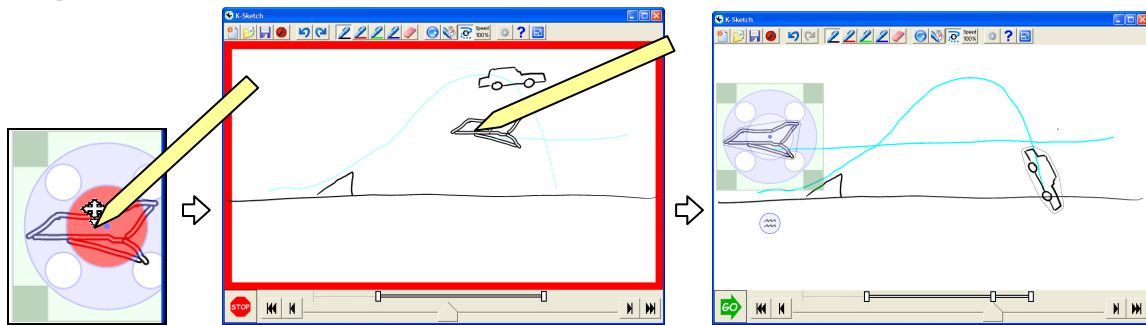 K-Sketch
Speed
100%
?
STOP
K-Sketch
Speed
100%
?
GO